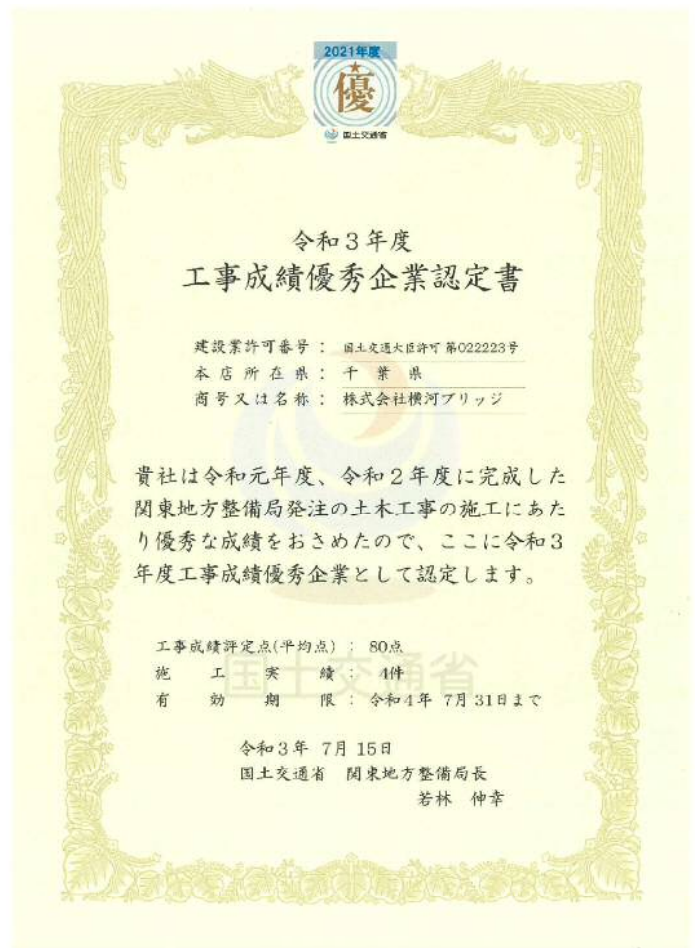 2021年度
優
国土交通省
令和3年度
工事成績優秀企業認定書
建設業許可番号： 国土交通大臣許可 第022223号
本店所在県： 千葉県
商号又は名称： 株式会社横河ブリッジ
貴社は令和元年度、令和2年度に完成した
関東地方整備局発注の土木工事の施工にあた
り優秀な成績をおさめたので、ここに令和3
年度工事成績優秀企業として認定します。
工事成績評定点(平均点)： 80点
施工実績： 4件
有効期限： 令和4年 7月31日まで
国土交通省
令和3年 7月15日
国土交通省 関東地方整備局長
若林 伸幸